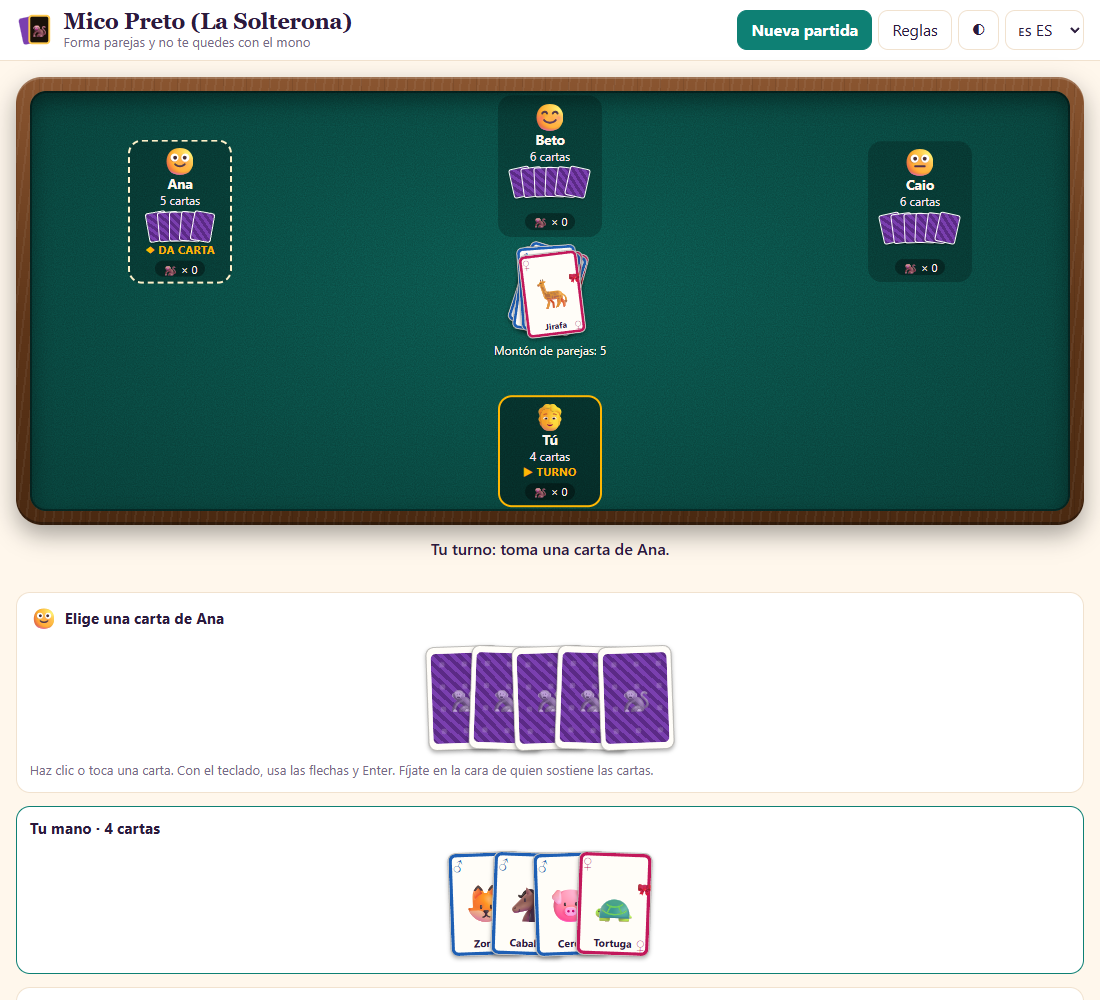 Mico Preto (La Solterona)
Forma parejas y no te quedes con el mono
Nueva partida
Reglas
ES ES
Beto
6 cartas
× 0
Ana
5 cartas
◆ DA CARTA
× 0
Caio
6 cartas
× 0
♀
Jirafa
♀
Montón de parejas: 5
Tú
4 cartas
▶ TURNO
× 0
Tu turno: toma una carta de Ana.
Elige una carta de Ana
Haz clic o toca una carta. Con el teclado, usa las flechas y Enter. Fíjate en la cara de quien sostiene las cartas.
Tu mano · 4 cartas
♂ ♂ ♂ ♀
Zor Cabal Cer Tortuga ♀